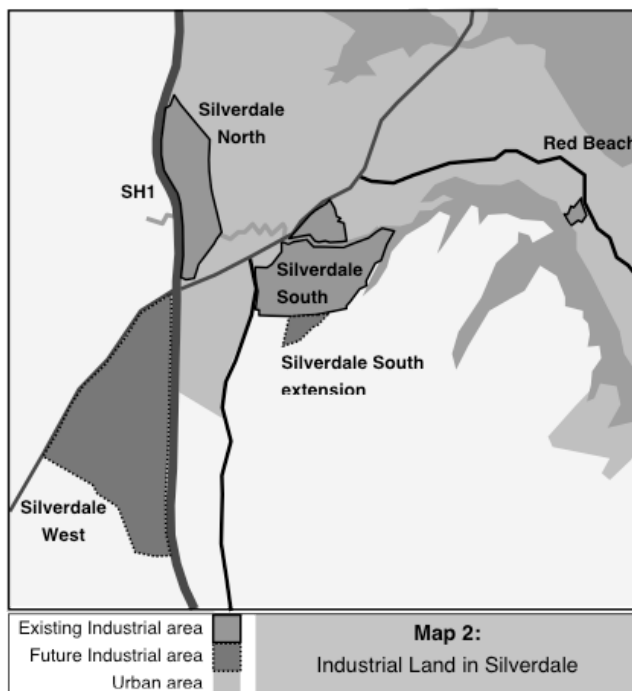 Silverdale
North
Red Beach
SH1
Silverdale
South
Silverdale South
extension
Silverdale
West
Existing Industrial area
Future Industrial area
Urban area
Map 2:
Industrial Land in Silverdale